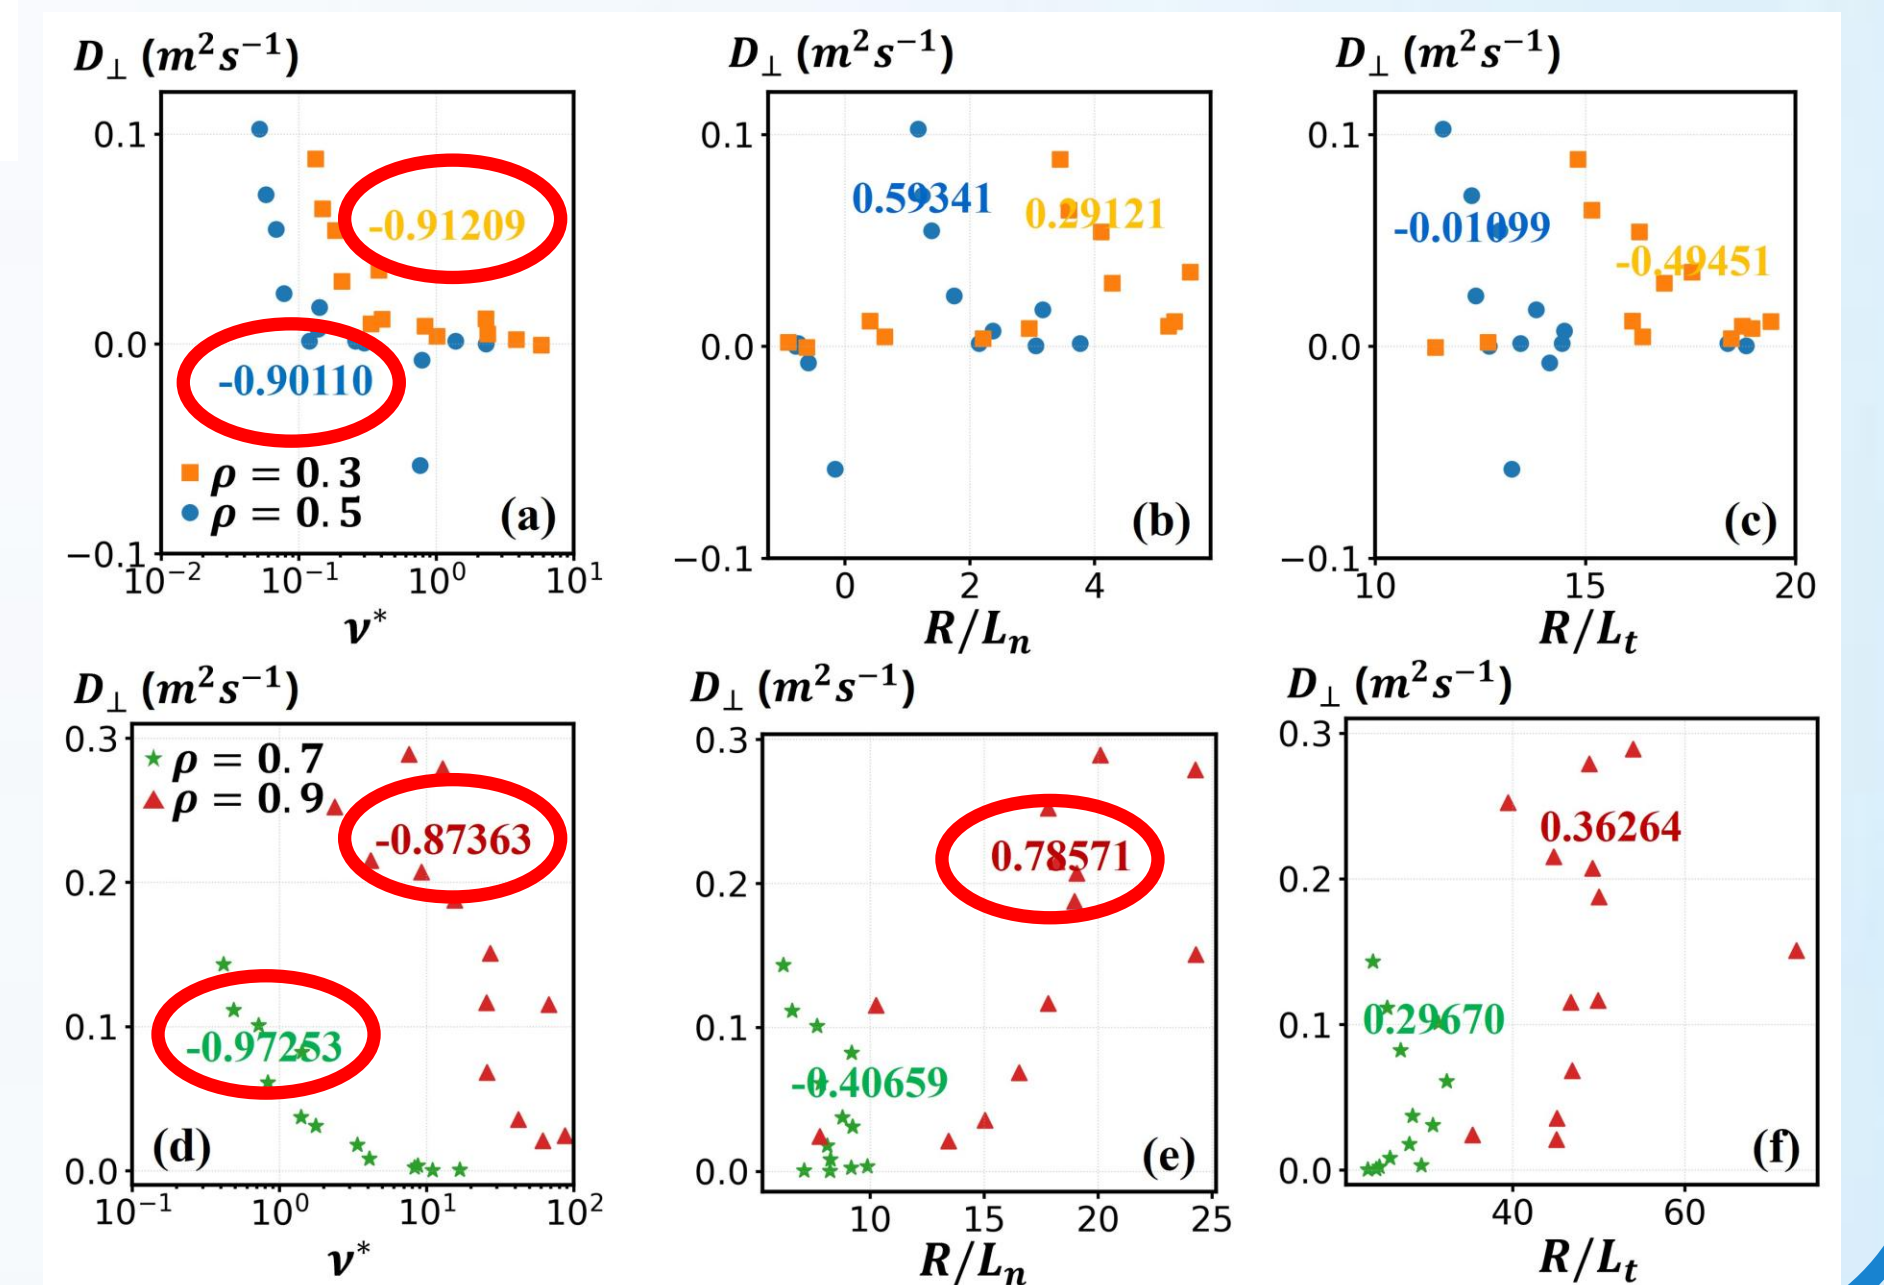 D⊥ (m²s⁻¹)
0.1
0.0
−0.1
-0.91209
-0.90110
ρ = 0.3
ρ = 0.5
(a)
10⁻² 10⁻¹ 10⁰ 10¹
ν*
D⊥ (m²s⁻¹)
0.1
0.0
−0.1
0.59341
0.29121
(b)
0 2 4
R/Lₙ
D⊥ (m²s⁻¹)
0.1
0.0
−0.1
-0.01099
-0.49451
(c)
10 15 20
R/Lₜ
D⊥ (m²s⁻¹)
0.3
0.2
0.1
0.0
ρ = 0.7
ρ = 0.9
-0.87363
-0.97253
(d)
10⁻¹ 10⁰ 10¹ 10²
ν*
D⊥ (m²s⁻¹)
0.3
0.2
0.1
0.0
0.78571
-0.40659
(e)
10 15 20 25
R/Lₙ
D⊥ (m²s⁻¹)
0.3
0.2
0.1
0.0
0.36264
0.29670
(f)
40 60
R/Lₜ